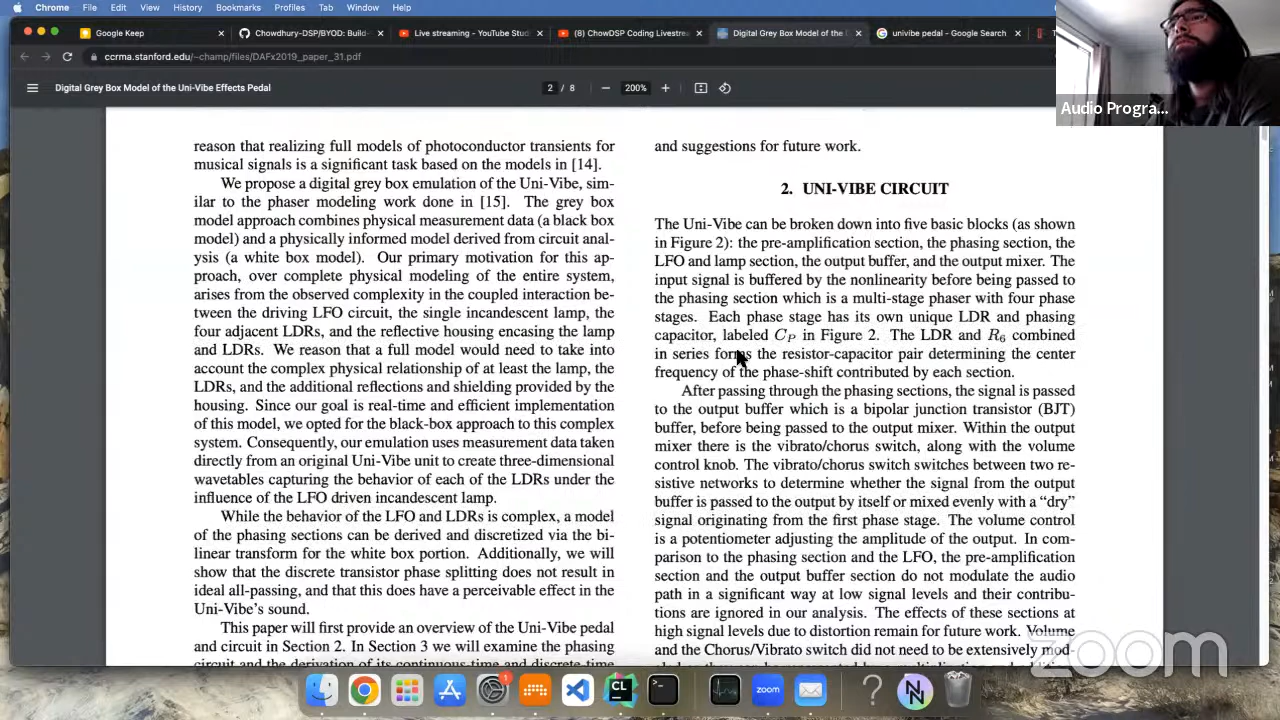 Chrome File Edit View History Bookmarks Profiles Tab Window Help
Google Keep
Chowdhury-DSP/BYOD: Build-
Live streaming - YouTube Stud
(8) ChowDSP Coding Livestre
Digital Grey Box Model of the
univibe pedal - Google Search
ccrma.stanford.edu/~champ/files/DAFx2019_paper_31.pdf
Digital Grey Box Model of the Uni-Vibe Effects Pedal
2 / 8
200%
Audio Progra...
reason that realizing full models of photoconductor transients for
musical signals is a significant task based on the models in [14].
We propose a digital grey box emulation of the Uni-Vibe, sim-
ilar to the phaser modeling work done in [15]. The grey box
model approach combines physical measurement data (a black box
model) and a physically informed model derived from circuit anal-
ysis (a white box model). Our primary motivation for this ap-
proach, over complete physical modeling of the entire system,
arises from the observed complexity in the coupled interaction be-
tween the driving LFO circuit, the single incandescent lamp, the
four adjacent LDRs, and the reflective housing encasing the lamp
and LDRs. We reason that a full model would need to take into
account the complex physical relationship of at least the lamp, the
LDRs, and the additional reflections and shielding provided by the
housing. Since our goal is real-time and efficient implementation
of this model, we opted for the black-box approach to this complex
system. Consequently, our emulation uses measurement data taken
directly from an original Uni-Vibe unit to create three-dimensional
wavetables capturing the behavior of each of the LDRs under the
influence of the LFO driven incandescent lamp.
While the behavior of the LFO and LDRs is complex, a model
of the phasing sections can be derived and discretized via the bi-
linear transform for the white box portion. Additionally, we will
show that the discrete transistor phase splitting does not result in
ideal all-passing, and that this does have a perceivable effect in the
Uni-Vibe's sound.
This paper will first provide an overview of the Uni-Vibe pedal
and circuit in Section 2. In Section 3 we will examine the phasing
circuit and the derivation of its continuous-time and discrete-time
and suggestions for future work.
2. UNI-VIBE CIRCUIT
The Uni-Vibe can be broken down into five basic blocks (as shown
in Figure 2): the pre-amplification section, the phasing section, the
LFO and lamp section, the output buffer, and the output mixer. The
input signal is buffered by the nonlinearity before being passed to
the phasing section which is a multi-stage phaser with four phase
stages. Each phase stage has its own unique LDR and phasing
capacitor, labeled CP in Figure 2. The LDR and R6 combined
in series forms the resistor-capacitor pair determining the center
frequency of the phase-shift contributed by each section.
After passing through the phasing sections, the signal is passed
to the output buffer which is a bipolar junction transistor (BJT)
buffer, before being passed to the output mixer. Within the output
mixer there is the vibrato/chorus switch, along with the volume
control knob. The vibrato/chorus switch switches between two re-
sistive networks to determine whether the signal from the output
buffer is passed to the output by itself or mixed evenly with a “dry”
signal originating from the first phase stage. The volume control
is a potentiometer adjusting the amplitude of the output. In com-
parison to the phasing section and the LFO, the pre-amplification
section and the output buffer section do not modulate the audio
path in a significant way at low signal levels and their contribu-
tions are ignored in our analysis. The effects of these sections at
high signal levels due to distortion remain for future work. Volume
and the Chorus/Vibrato switch did not need to be extensively mod-
zoom
zoom